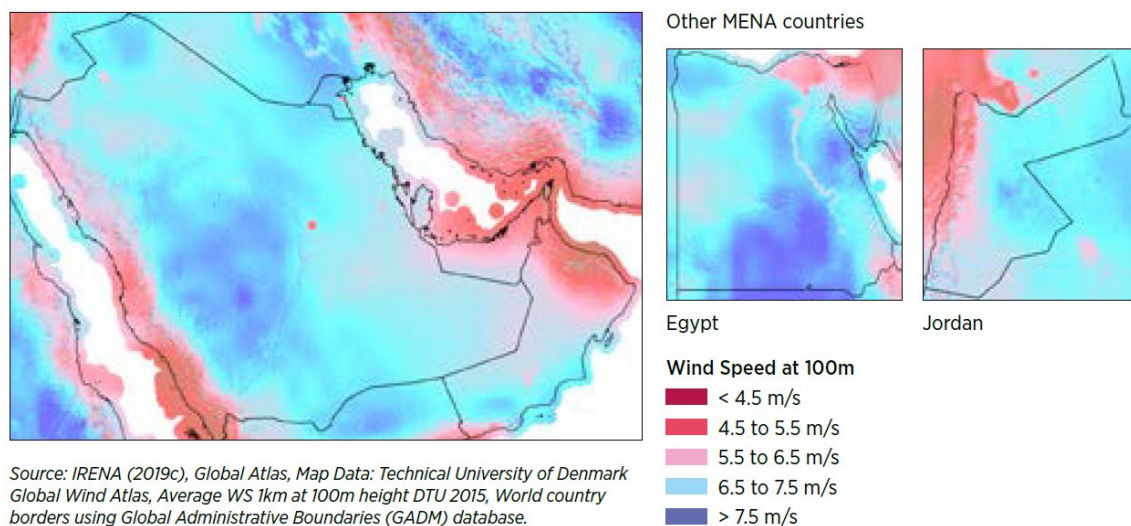 Other MENA countries
Egypt
Jordan
Wind Speed at 100m
< 4.5 m/s
4.5 to 5.5 m/s
5.5 to 6.5 m/s
6.5 to 7.5 m/s
> 7.5 m/s
Source: IRENA (2019c), Global Atlas, Map Data: Technical University of Denmark
Global Wind Atlas, Average WS 1km at 100m height DTU 2015, World country
borders using Global Administrative Boundaries (GADM) database.